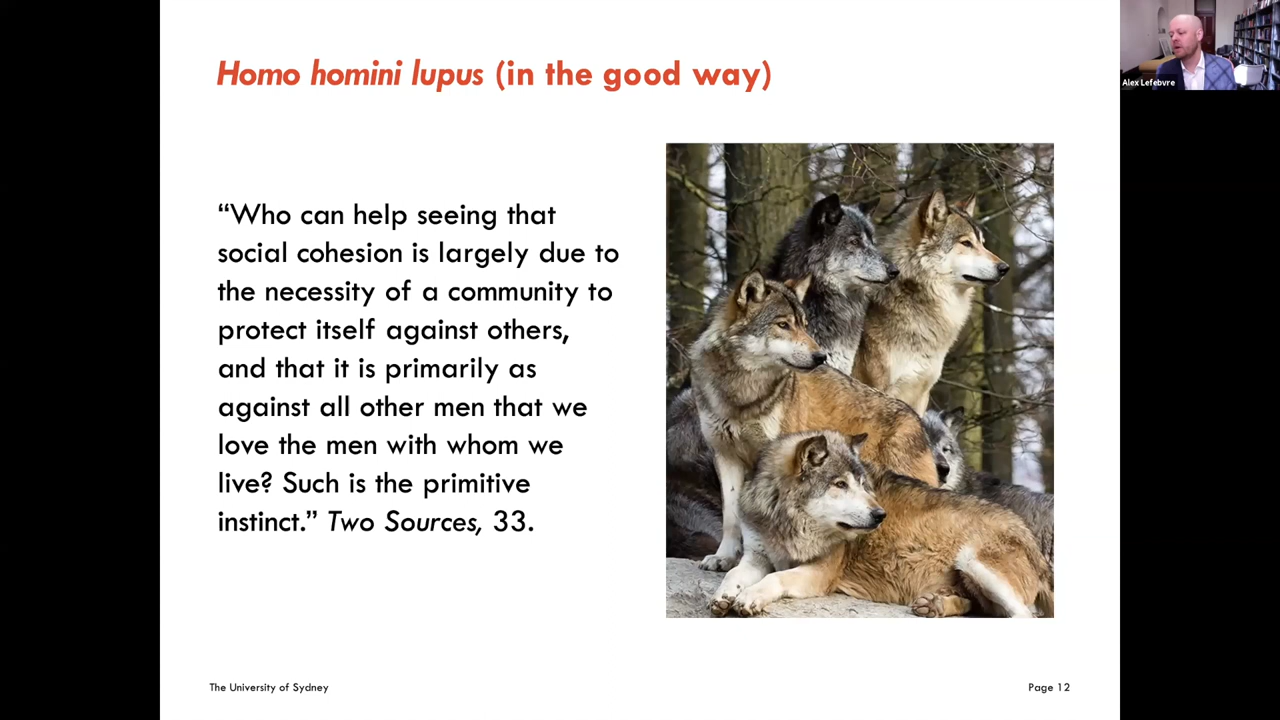 Homo homini lupus (in the good way)
Alex Lefebvre
“Who can help seeing that
social cohesion is largely due to
the necessity of a community to
protect itself against others,
and that it is primarily as
against all other men that we
love the men with whom we
live? Such is the primitive
instinct.” Two Sources, 33.
The University of Sydney
Page 12